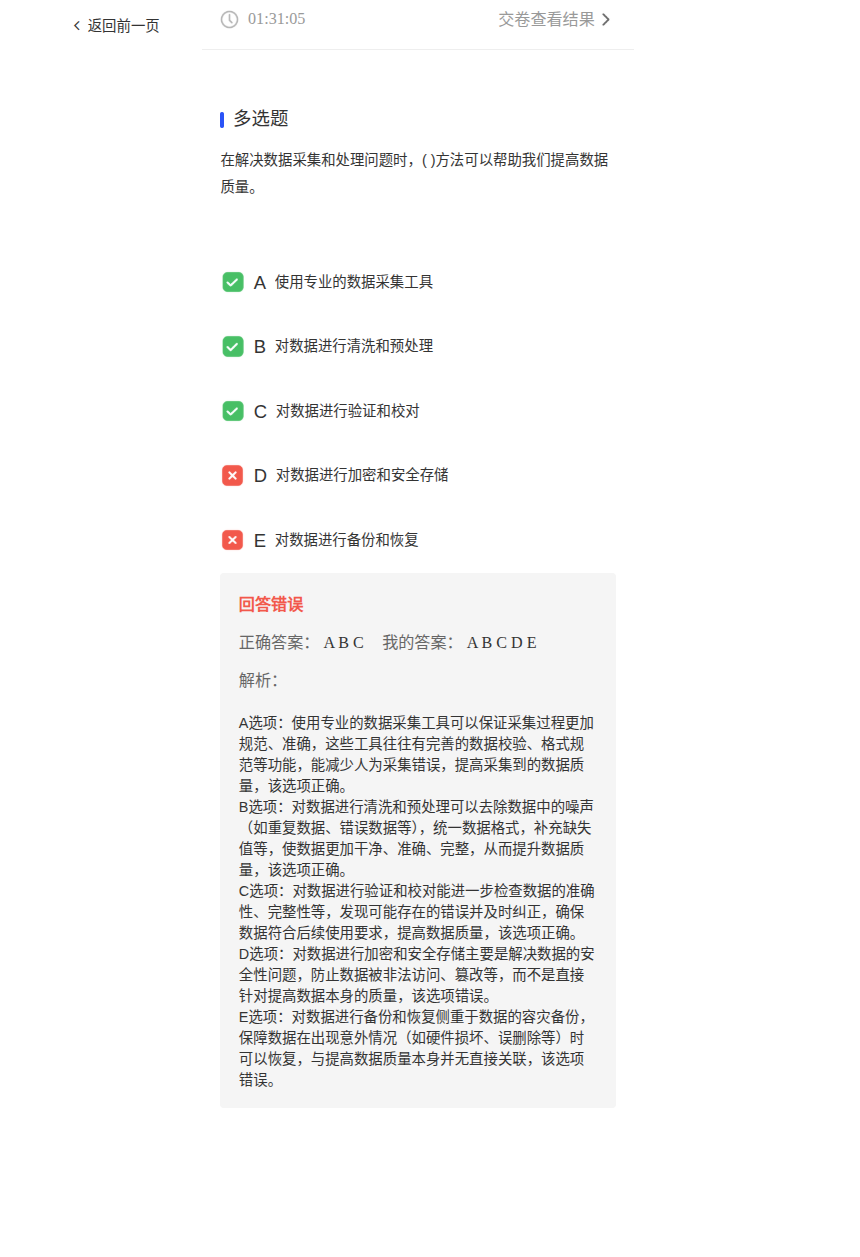 返回前一页
01:31:05
交卷查看结果
多选题
在解决数据采集和处理问题时，( )方法可以帮助我们提高数据
质量。
A 使用专业的数据采集工具
B 对数据进行清洗和预处理
C 对数据进行验证和校对
D 对数据进行加密和安全存储
E 对数据进行备份和恢复
回答错误
正确答案： A B C 我的答案： A B C D E
解析：
A选项：使用专业的数据采集工具可以保证采集过程更加
规范、准确，这些工具往往有完善的数据校验、格式规
范等功能，能减少人为采集错误，提高采集到的数据质
量，该选项正确。
B选项：对数据进行清洗和预处理可以去除数据中的噪声
（如重复数据、错误数据等），统一数据格式，补充缺失
值等，使数据更加干净、准确、完整，从而提升数据质
量，该选项正确。
C选项：对数据进行验证和校对能进一步检查数据的准确
性、完整性等，发现可能存在的错误并及时纠正，确保
数据符合后续使用要求，提高数据质量，该选项正确。
D选项：对数据进行加密和安全存储主要是解决数据的安
全性问题，防止数据被非法访问、篡改等，而不是直接
针对提高数据本身的质量，该选项错误。
E选项：对数据进行备份和恢复侧重于数据的容灾备份，
保障数据在出现意外情况（如硬件损坏、误删除等）时
可以恢复，与提高数据质量本身并无直接关联，该选项
错误。